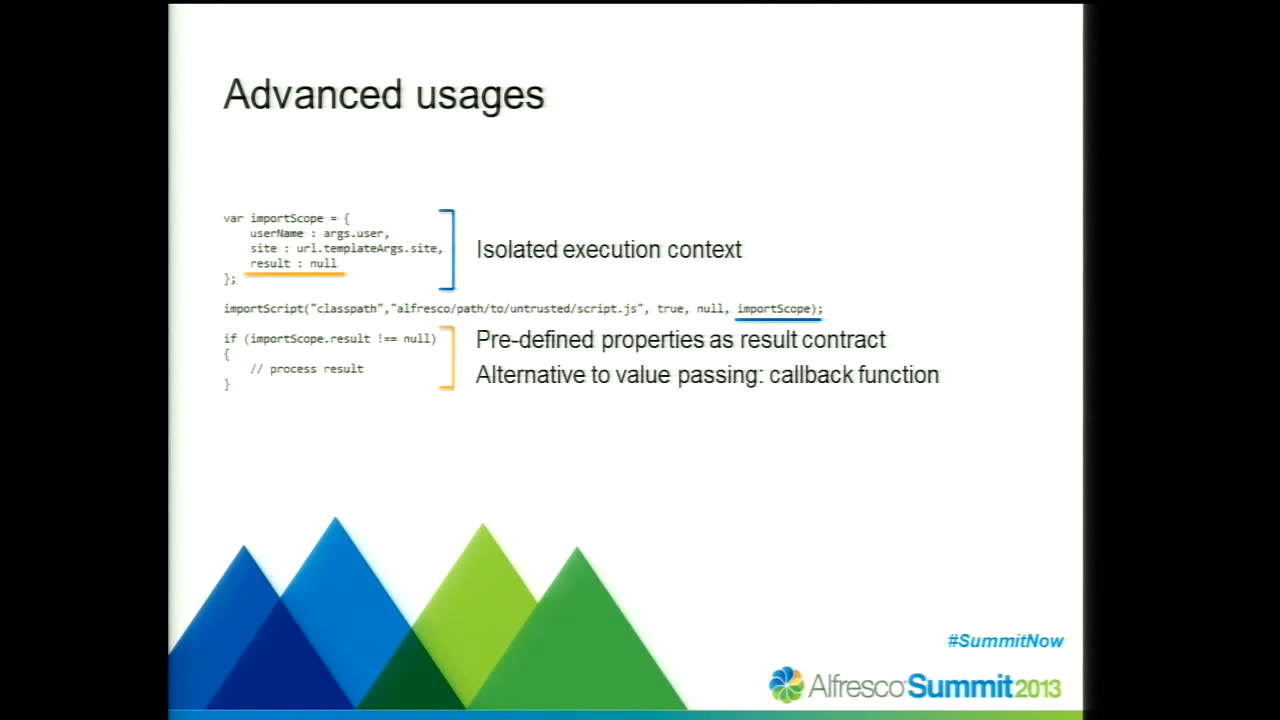 Advanced usages
var importScope = {
userName : args.user,
site : url.templateArgs.site,
result : null
};
Isolated execution context
importScript("classpath","alfresco/path/to/untrusted/script.js", true, null, importScope);
if (importScope.result !== null)
{
// process result
}
Pre-defined properties as result contract
Alternative to value passing: callback function
#SummitNow
Alfresco Summit 2013